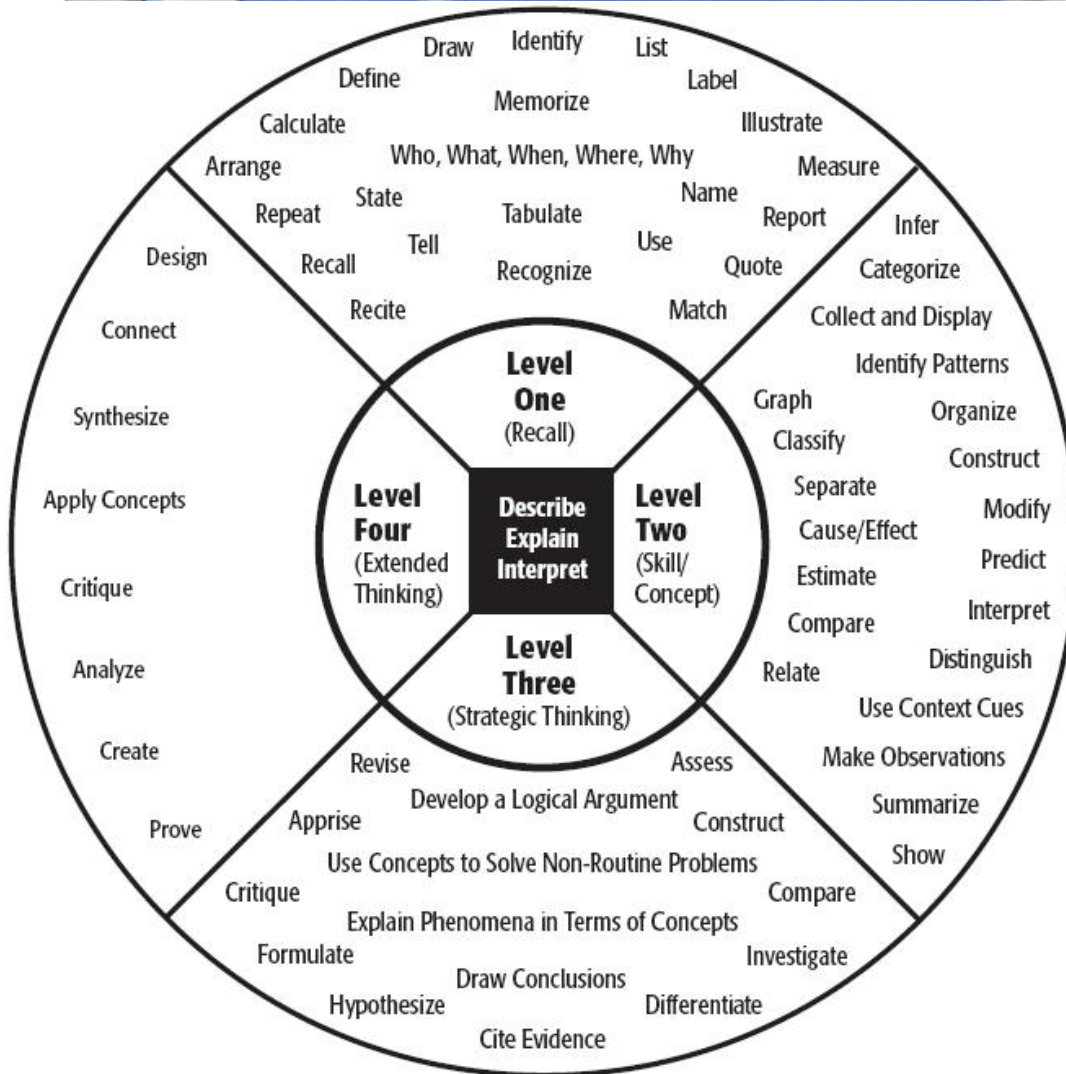 Draw
Identify
List
Define
Label
Memorize
Calculate
Illustrate
Who, What, When, Where, Why
Arrange
Measure
State
Name
Repeat
Tabulate
Report
Tell
Use
Recall
Recognize
Quote
Recite
Match
Level
One
(Recall)
Infer
Categorize
Collect and Display
Identify Patterns
Graph
Organize
Classify
Construct
Separate
Modify
Cause/Effect
Predict
Estimate
Interpret
Compare
Distinguish
Relate
Use Context Cues
Make Observations
Summarize
Show
Level
Two
(Skill/
Concept)
Describe
Explain
Interpret
Level
Three
(Strategic Thinking)
Revise
Assess
Develop a Logical Argument
Apprise
Construct
Use Concepts to Solve Non-Routine Problems
Critique
Compare
Explain Phenomena in Terms of Concepts
Formulate
Investigate
Draw Conclusions
Hypothesize
Differentiate
Cite Evidence
Level
Four
(Extended
Thinking)
Design
Connect
Synthesize
Apply Concepts
Critique
Analyze
Create
Prove